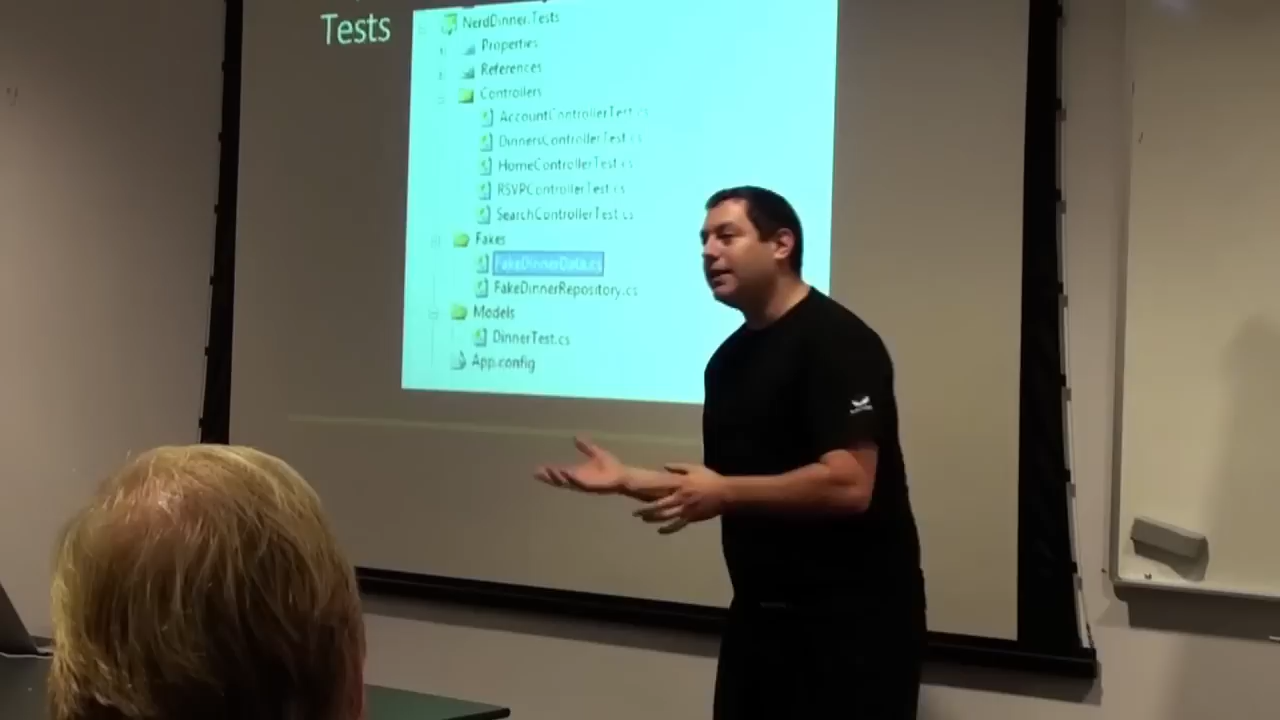 Tests
NerdDinner.Tests
Properties
References
Controllers
AccountControllerTest.cs
DinnersControllerTest.cs
HomeControllerTest.cs
RSVPControllerTest.cs
SearchControllerTest.cs
Fakes
FakeDinnerData.cs
FakeDinnerRepository.cs
Models
DinnerTest.cs
App.config